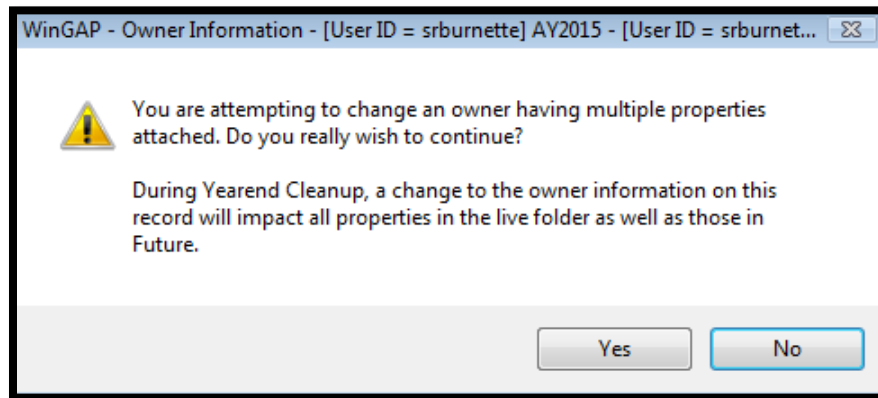 WinGAP - Owner Information - [User ID = srburnette] AY2015 - [User ID = srburnet...
You are attempting to change an owner having multiple properties
attached. Do you really wish to continue?
During Yearend Cleanup, a change to the owner information on this
record will impact all properties in the live folder as well as those in
Future.
Yes
No